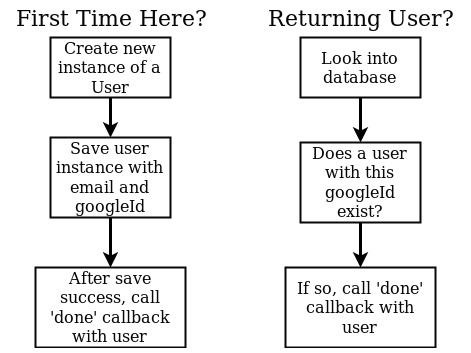 First Time Here?
Create new
instance of a
User
Save user
instance with
email and
googleId
After save
success, call
'done' callback
with user
Returning User?
Look into
database
Does a user
with this
googleId
exist?
If so, call 'done'
callback with
user